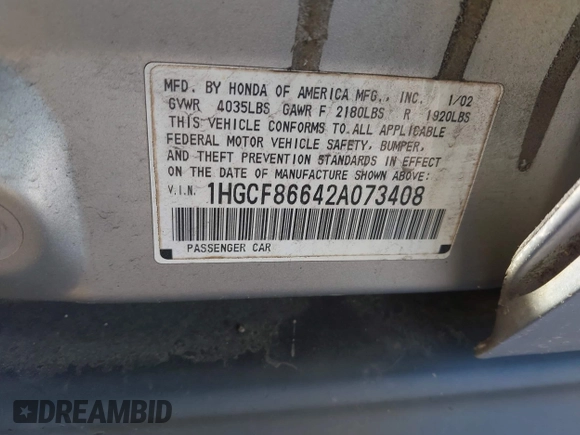 MFD. BY HONDA OF AMERICA MFG., INC. 1/02
GVWR 4035LBS GAWR F 2180LBS R 1920LBS
THIS VEHICLE CONFORMS TO ALL APPLICABLE
FEDERAL MOTOR VEHICLE SAFETY, BUMPER,
AND THEFT PREVENTION STANDARDS IN EFFECT
ON THE DATE OF MANUFACTURE SHOWN ABOVE:
V.I.N. 1HGCF86642A073408
PASSENGER CAR
DREAMBID